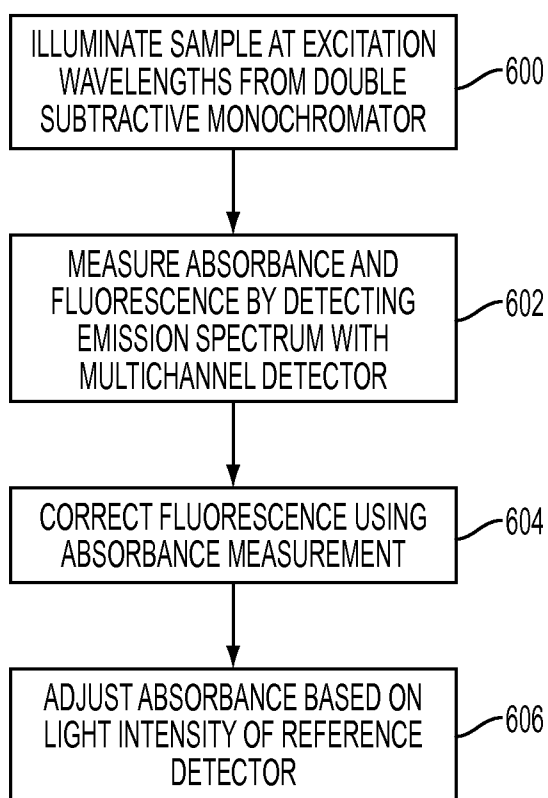 ILLUMINATE SAMPLE AT EXCITATION
WAVELENGTHS FROM DOUBLE
SUBTRACTIVE MONOCHROMATOR
600
MEASURE ABSORBANCE AND
FLUORESCENCE BY DETECTING
EMISSION SPECTRUM WITH
MULTICHANNEL DETECTOR
602
CORRECT FLUORESCENCE USING
ABSORBANCE MEASUREMENT
604
ADJUST ABSORBANCE BASED ON
LIGHT INTENSITY OF REFERENCE
DETECTOR
606